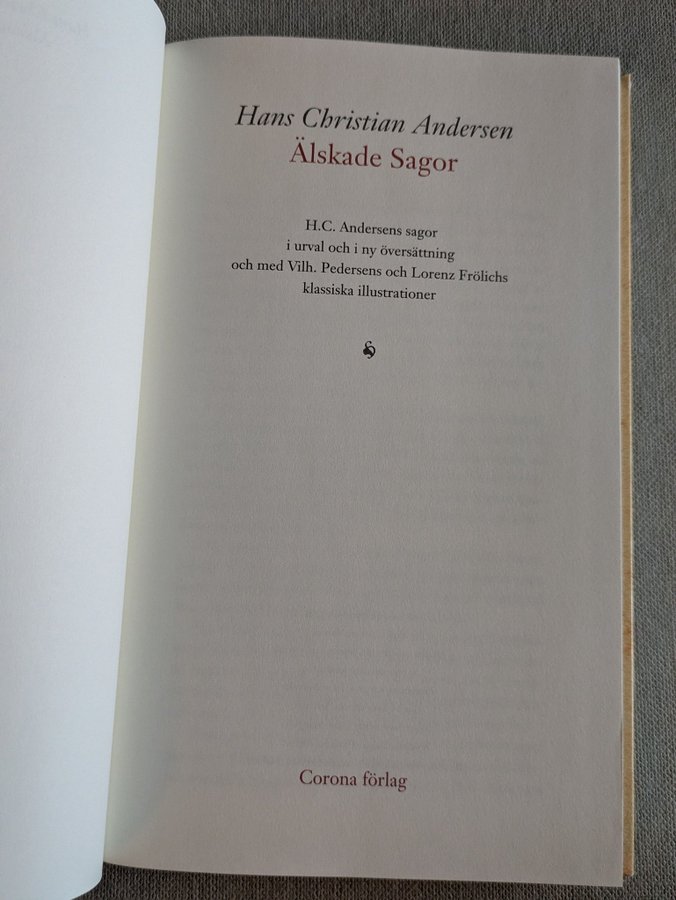 Hans Christian Andersen
Älskade Sagor
H.C. Andersens sagor
i urval och i ny översättning
och med Vilh. Pedersens och Lorenz Frölichs
klassiska illustrationer
Corona förlag